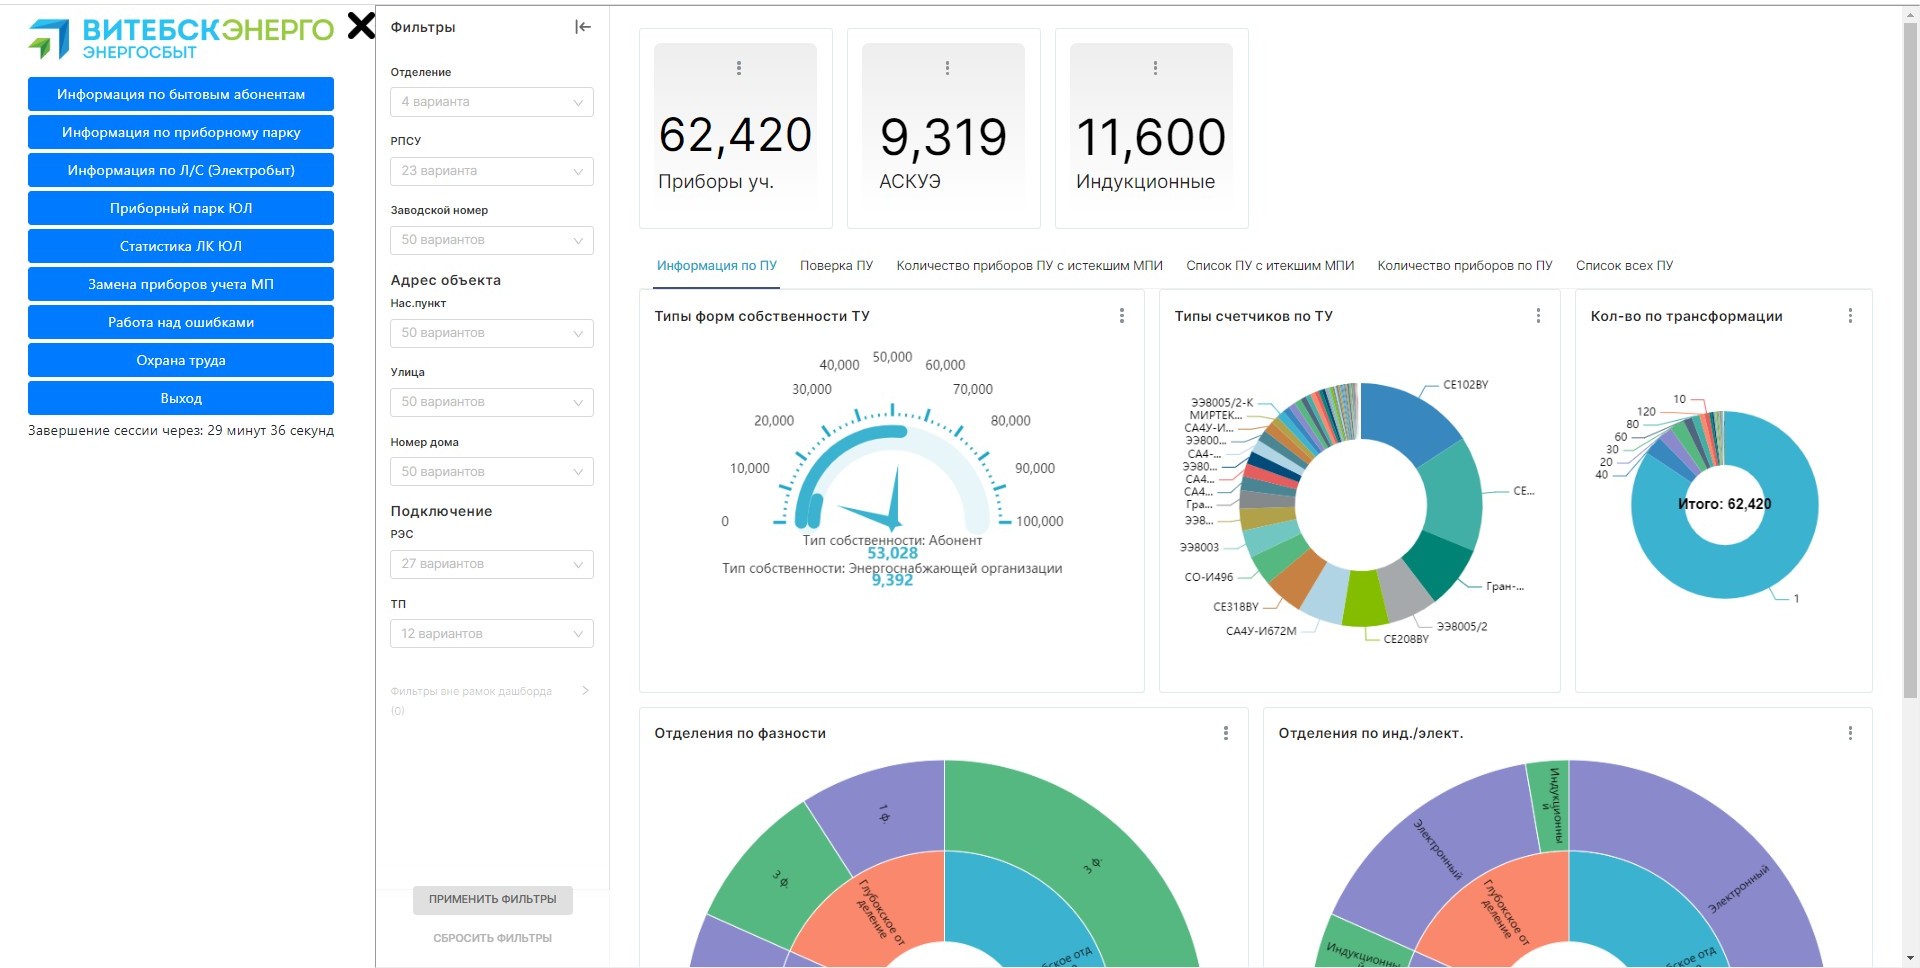 ВИТЕБСКЭНЕРГО
ЭНЕРГОСБЫТ
Информация по бытовым абонентам
Информация по приборному парку
Информация по Л/С (Электробыт)
Приборный парк ЮЛ
Статистика ЛК ЮЛ
Замена приборов учета МП
Работа над ошибками
Охрана труда
Выход
Завершение сессии через: 29 минут 36 секунд
Фильтры
Отделение
4 варианта
РПСУ
23 варианта
Заводской номер
50 вариантов
Адрес объекта
Нас.пункт
50 вариантов
Улица
50 вариантов
Номер дома
50 вариантов
Подключение
РЭС
27 вариантов
ТП
12 вариантов
Фильтры вне рамок дашборда
(0)
ПРИМЕНИТЬ ФИЛЬТРЫ
СБРОСИТЬ ФИЛЬТРЫ
62,420
Приборы уч.
9,319
АСКУЭ
11,600
Индукционные
Информация по ПУ
Поверка ПУ
Количество приборов ПУ с истекшим МПИ
Список ПУ с итекшим МПИ
Количество приборов по ПУ
Список всех ПУ
Типы форм собственности ТУ
0
10,000
20,000
30,000
40,000
50,000
60,000
70,000
80,000
90,000
100,000
Тип собственности: Абонент
53,028
Тип собственности: Энергоснабжающей организации
9,392
Типы счетчиков по ТУ
CE102BY
CE...
Гран-...
ЭЭ8005/2
CE208BY
СА4У-И672М
CE318BY
СО-И496
ЭЭ8003
ЭЭ8...
Гра...
СА4...
СА4...
ЭЭ80...
СА4-...
ЭЭ800...
СА4У-И...
МИРТЕК...
ЭЭ8005/2-К
Кол-во по трансформации
10
120
80
60
30
20
40
Итого: 62,420
1
Отделения по фазности
1 ф.
3 ф.
3 ф.
Глубокское от
деление
ское отд
Отделения по инд./элект.
Индукционны
й
Электронный
Электронный
Глубокское от
деление
Индукционны
ское отд